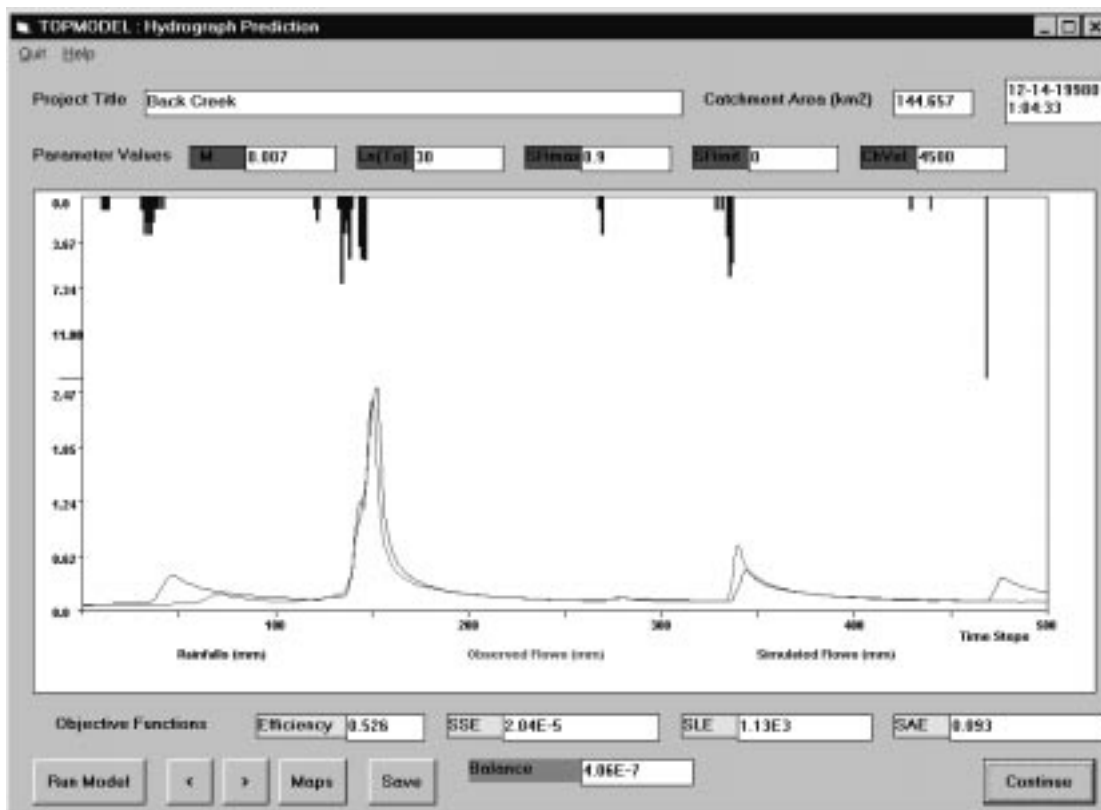 TOPMODEL : Hydrograph Prediction
Quit Help
Project Title Back Creek Catchment Area (km2) 144.657 12-14-1998
1:04:33
Parameter Values M 0.007 Ln(To) 30 SRmax 0.9 SRinit 0 ChVel 4500
0.0
3.67
7.34
11.00
2.47
1.85
1.24
0.62
0.0
100 200 300 400 500
Time Steps
Rainfalls (mm) Observed Flows (mm) Simulated Flows (mm)
Objective Functions Efficiency 0.526 SSE 2.04E-5 SLE 1.13E3 SAE 0.093
Run Model < > Maps Save Balance 4.06E-7 Continue